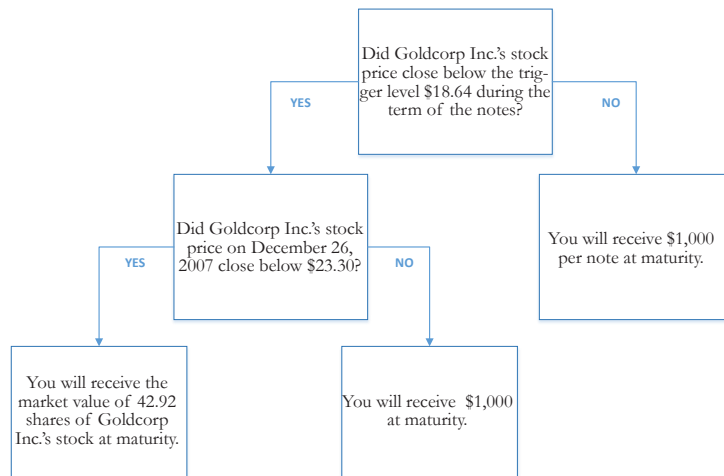 Did Goldcorp Inc.'s stock
price close below the trig-
ger level $18.64 during the
term of the notes?
YES
NO
Did Goldcorp Inc.'s stock
price on December 26,
2007 close below $23.30?
You will receive $1,000
per note at maturity.
YES
NO
You will receive the
market value of 42.92
shares of Goldcorp
Inc.'s stock at maturity.
You will receive  $1,000
at maturity.